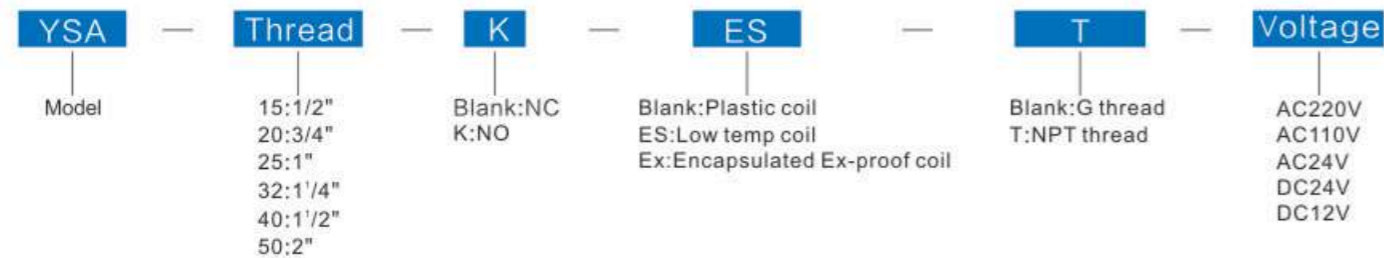 YSA — Thread — K — ES — T — Voltage
Model
15:1/2"
20:3/4"
25:1"
32:1¹/4"
40:1¹/2"
50:2"
Blank:NC
K:NO
Blank:Plastic coil
ES:Low temp coil
Ex:Encapsulated Ex-proof coil
Blank:G thread
T:NPT thread
AC220V
AC110V
AC24V
DC24V
DC12V